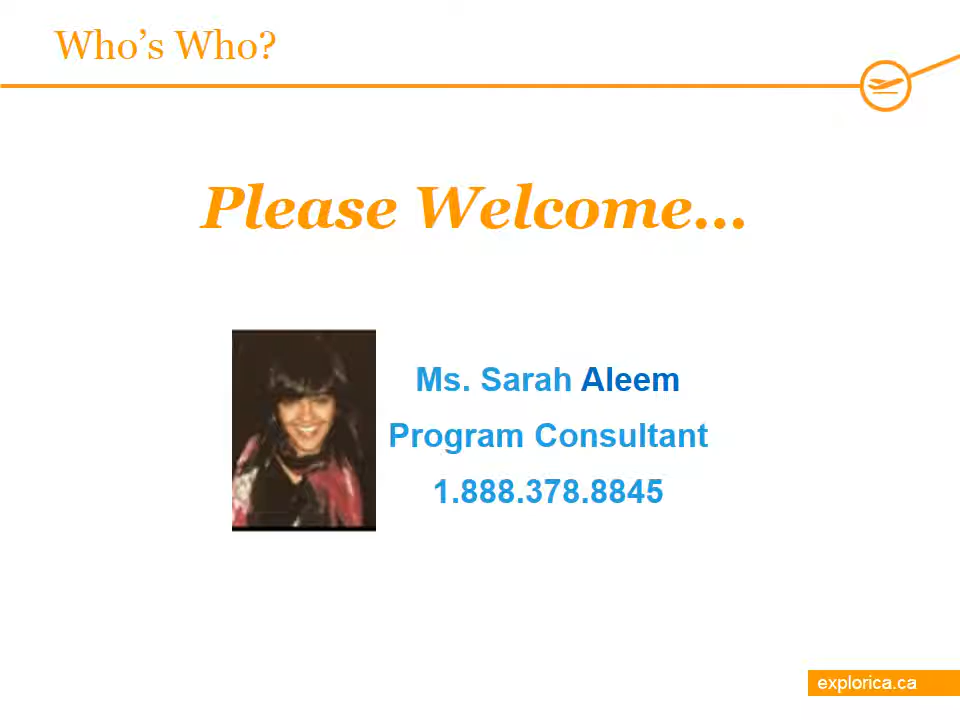 Who’s Who?
Please Welcome...
Ms. Sarah Aleem
Program Consultant
1.888.378.8845
explorica.ca